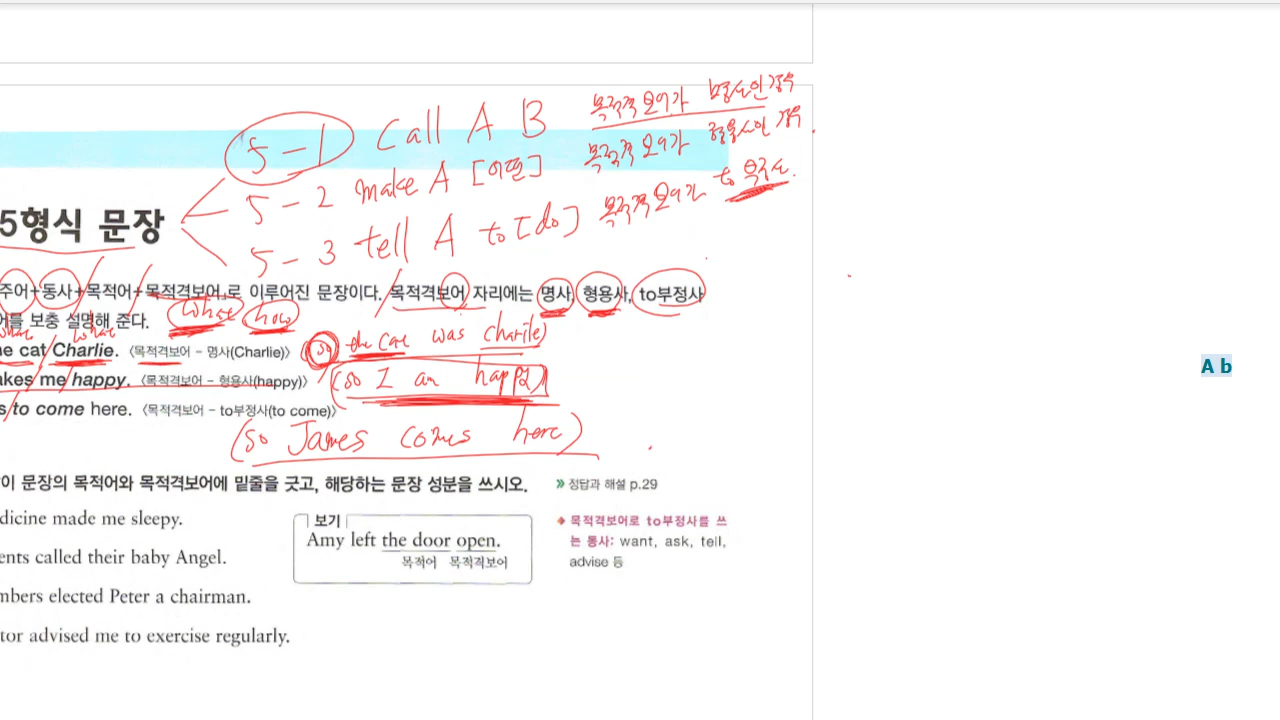 5-1 Call A B 목적격 보어가 명사인 경우
5-2 make A [어떤] 목적격 보어가 형용사인 경우
5-3 tell A to [do] 목적격 보어가 to 부정사.
5형식 문장
주어+동사+목적어+목적격보어」로 이루어진 문장이다. 목적격보어 자리에는 명사, 형용사, to부정사
어를 보충 설명해 준다. what how
what what
ne cat Charlie. 〈목적격보어 - 명사(Charlie)〉 (so the cat was charlie)
akes me happy. 〈목적격보어 - 형용사(happy)〉 (so I am happy)
s to come here. 〈목적격보어 - to부정사(to come)〉
(so James comes here)
A b
이 문장의 목적어와 목적격보어에 밑줄을 긋고, 해당하는 문장 성분을 쓰시오. » 정답과 해설 p.29
dicine made me sleepy.
ents called their baby Angel.
mbers elected Peter a chairman.
tor advised me to exercise regularly.
보기
Amy left the door open.
목적어 목적격보어
목적격보어로 to부정사를 쓰
는 동사: want, ask, tell,
advise 등